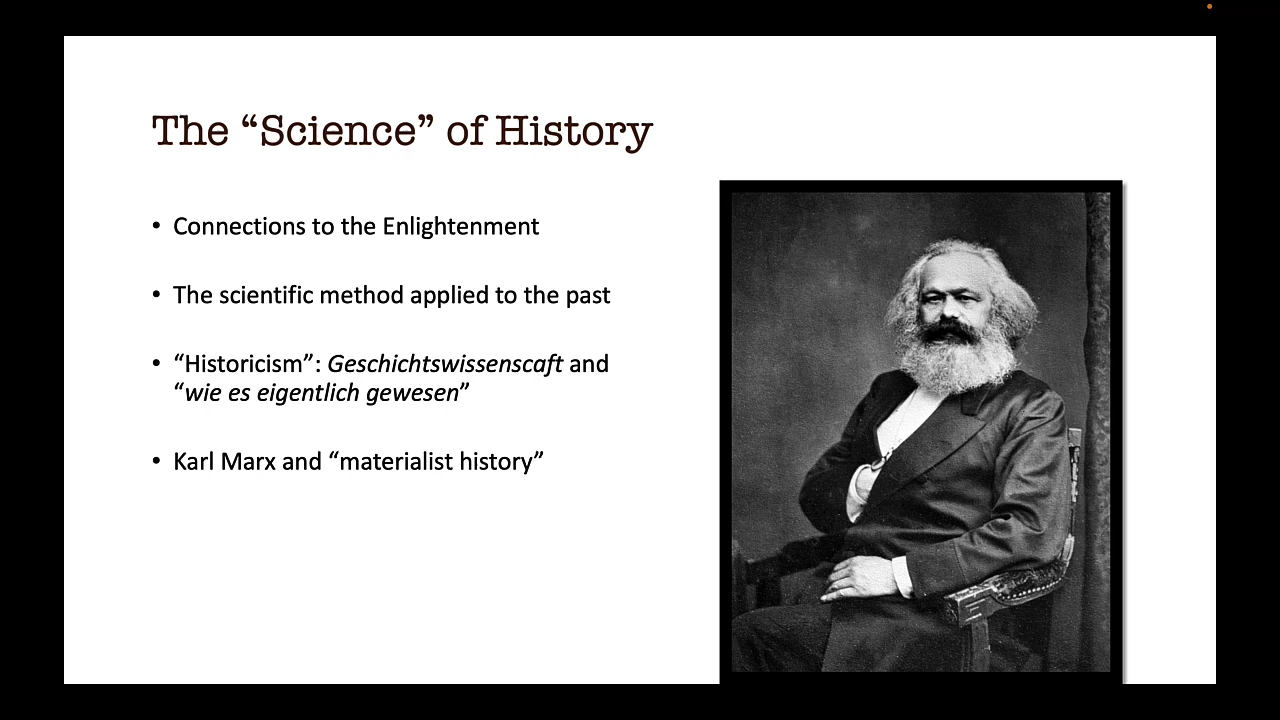 The “Science” of History
• Connections to the Enlightenment
• The scientific method applied to the past
• “Historicism”: Geschichtswissenscaft and
“wie es eigentlich gewesen”
• Karl Marx and “materialist history”